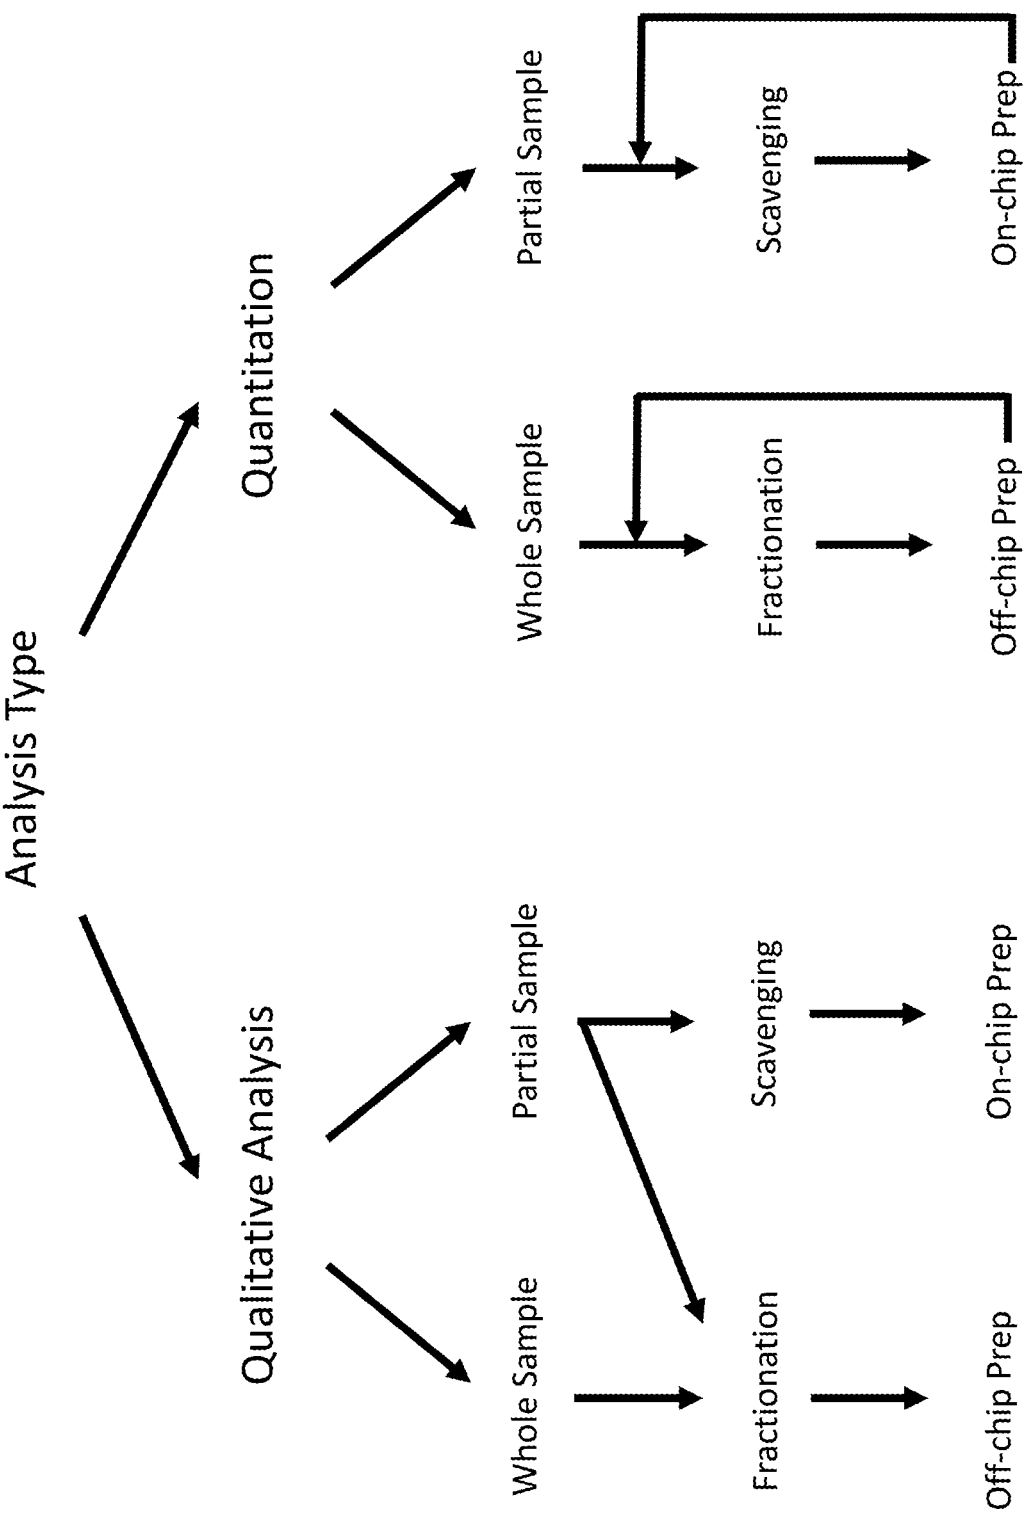 Analysis Type
Qualitative Analysis
Quantitation
Whole Sample
Partial Sample
Whole Sample
Partial Sample
Fractionation
Scavenging
Fractionation
Scavenging
Off-chip Prep
On-chip Prep
Off-chip Prep
On-chip Prep